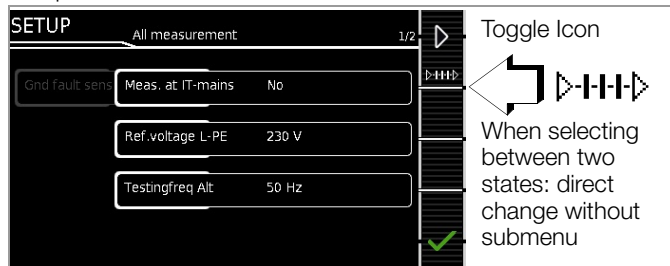 SETUP
All measurement
1/2
Toggle Icon
Gnd fault sens
Meas. at IT-mains No
Ref.voltage L-PE 230 V
Testingfreq Alt 50 Hz
When selecting
between two
states: direct
change without
submenu